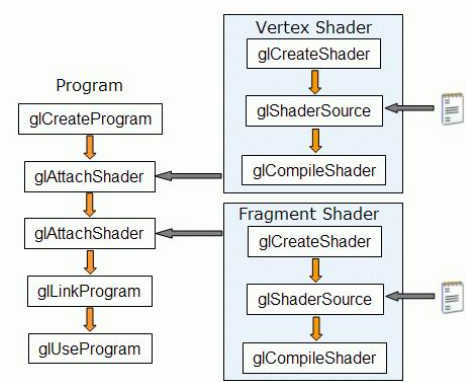 Vertex Shader
glCreateShader
glShaderSource
glCompileShader
Program
glCreateProgram
glAttachShader
glAttachShader
glLinkProgram
glUseProgram
Fragment Shader
glCreateShader
glShaderSource
glCompileShader